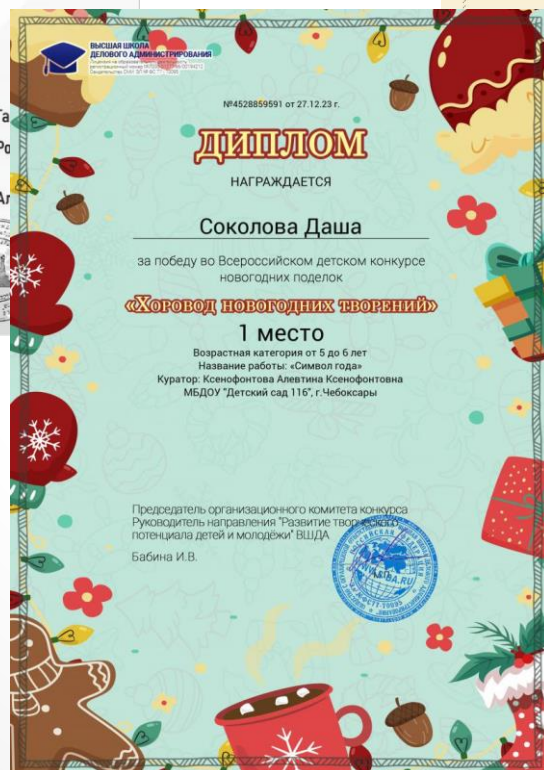 ВЫСШАЯ ШКОЛА
ДЕЛОВОГО АДМИНИСТРИРОВАНИЯ
№4528859591 от 27.12.23 г.
ДИПЛОМ
НАГРАЖДАЕТСЯ
Соколова Даша
за победу во Всероссийском детском конкурсе
новогодних поделок
«Хоровод новогодних творений»
1 место
Возрастная категория от 5 до 6 лет
Название работы: «Символ года»
Куратор: Ксенофонтова Алевтина Ксенофонтовна
МБДОУ "Детский сад 116", г.Чебоксары
Председатель организационного комитета конкурса
Руководитель направления "Развитие творческого
потенциала детей и молодёжи" ВШДА
Бабина И.В.